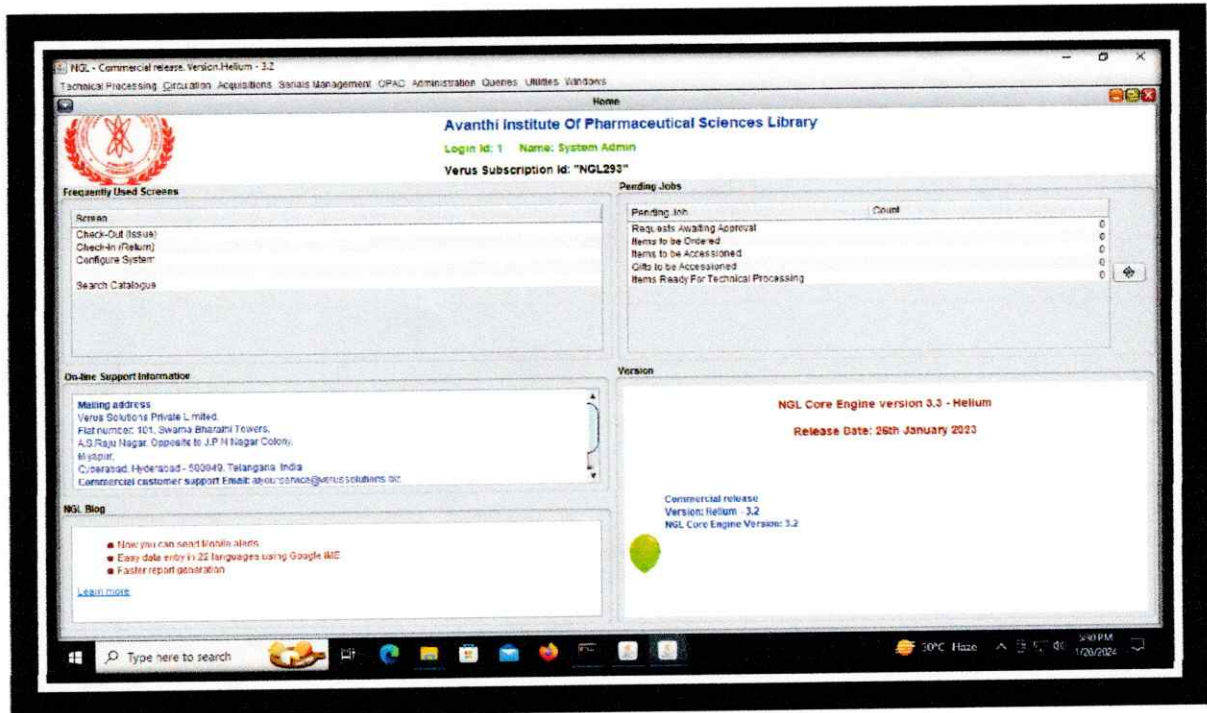 NGL - Commercial release. Version.Helium - 3.2
Technical Processing Circulation Acquisitions Serials Management OPAC Administration Queries Utilities Windows
Home
Avanthi Institute Of Pharmaceutical Sciences Library
Login Id: 1 Name: System Admin
Verus Subscription Id: "NGL293"
Frequently Used Screens
Screen
Check-Out (Issue)
Check-In (Return)
Configure System
Search Catalogue
Pending Jobs
Pending Job Count
Requests Awaiting Approval 0
Items to be Ordered 0
Items to be Accessioned 0
Gifts to be Accessioned 0
Items Ready For Technical Processing 0
On-line Support Information
Mailing address
Verus Solutions Private Limited,
Flat number: 101, Swarna Bharathi Towers,
A.S.Raju Nagar, Opposite to J.P N Nagar Colony,
Miyapur,
Cyberabad, Hyderabad - 500049, Telangana, India
Commercial customer support Email: atyourservice@verussolutions.biz
Version
NGL Core Engine version 3.3 - Helium
Release Date: 26th January 2023
Commercial release
Version: Helium - 3.2
NGL Core Engine Version: 3.2
NGL Blog
Now you can send Mobile alerts
Easy data entry in 22 languages using Google IME
Faster report generation
Learn more
Type here to search
30°C Haze
1/26/2024